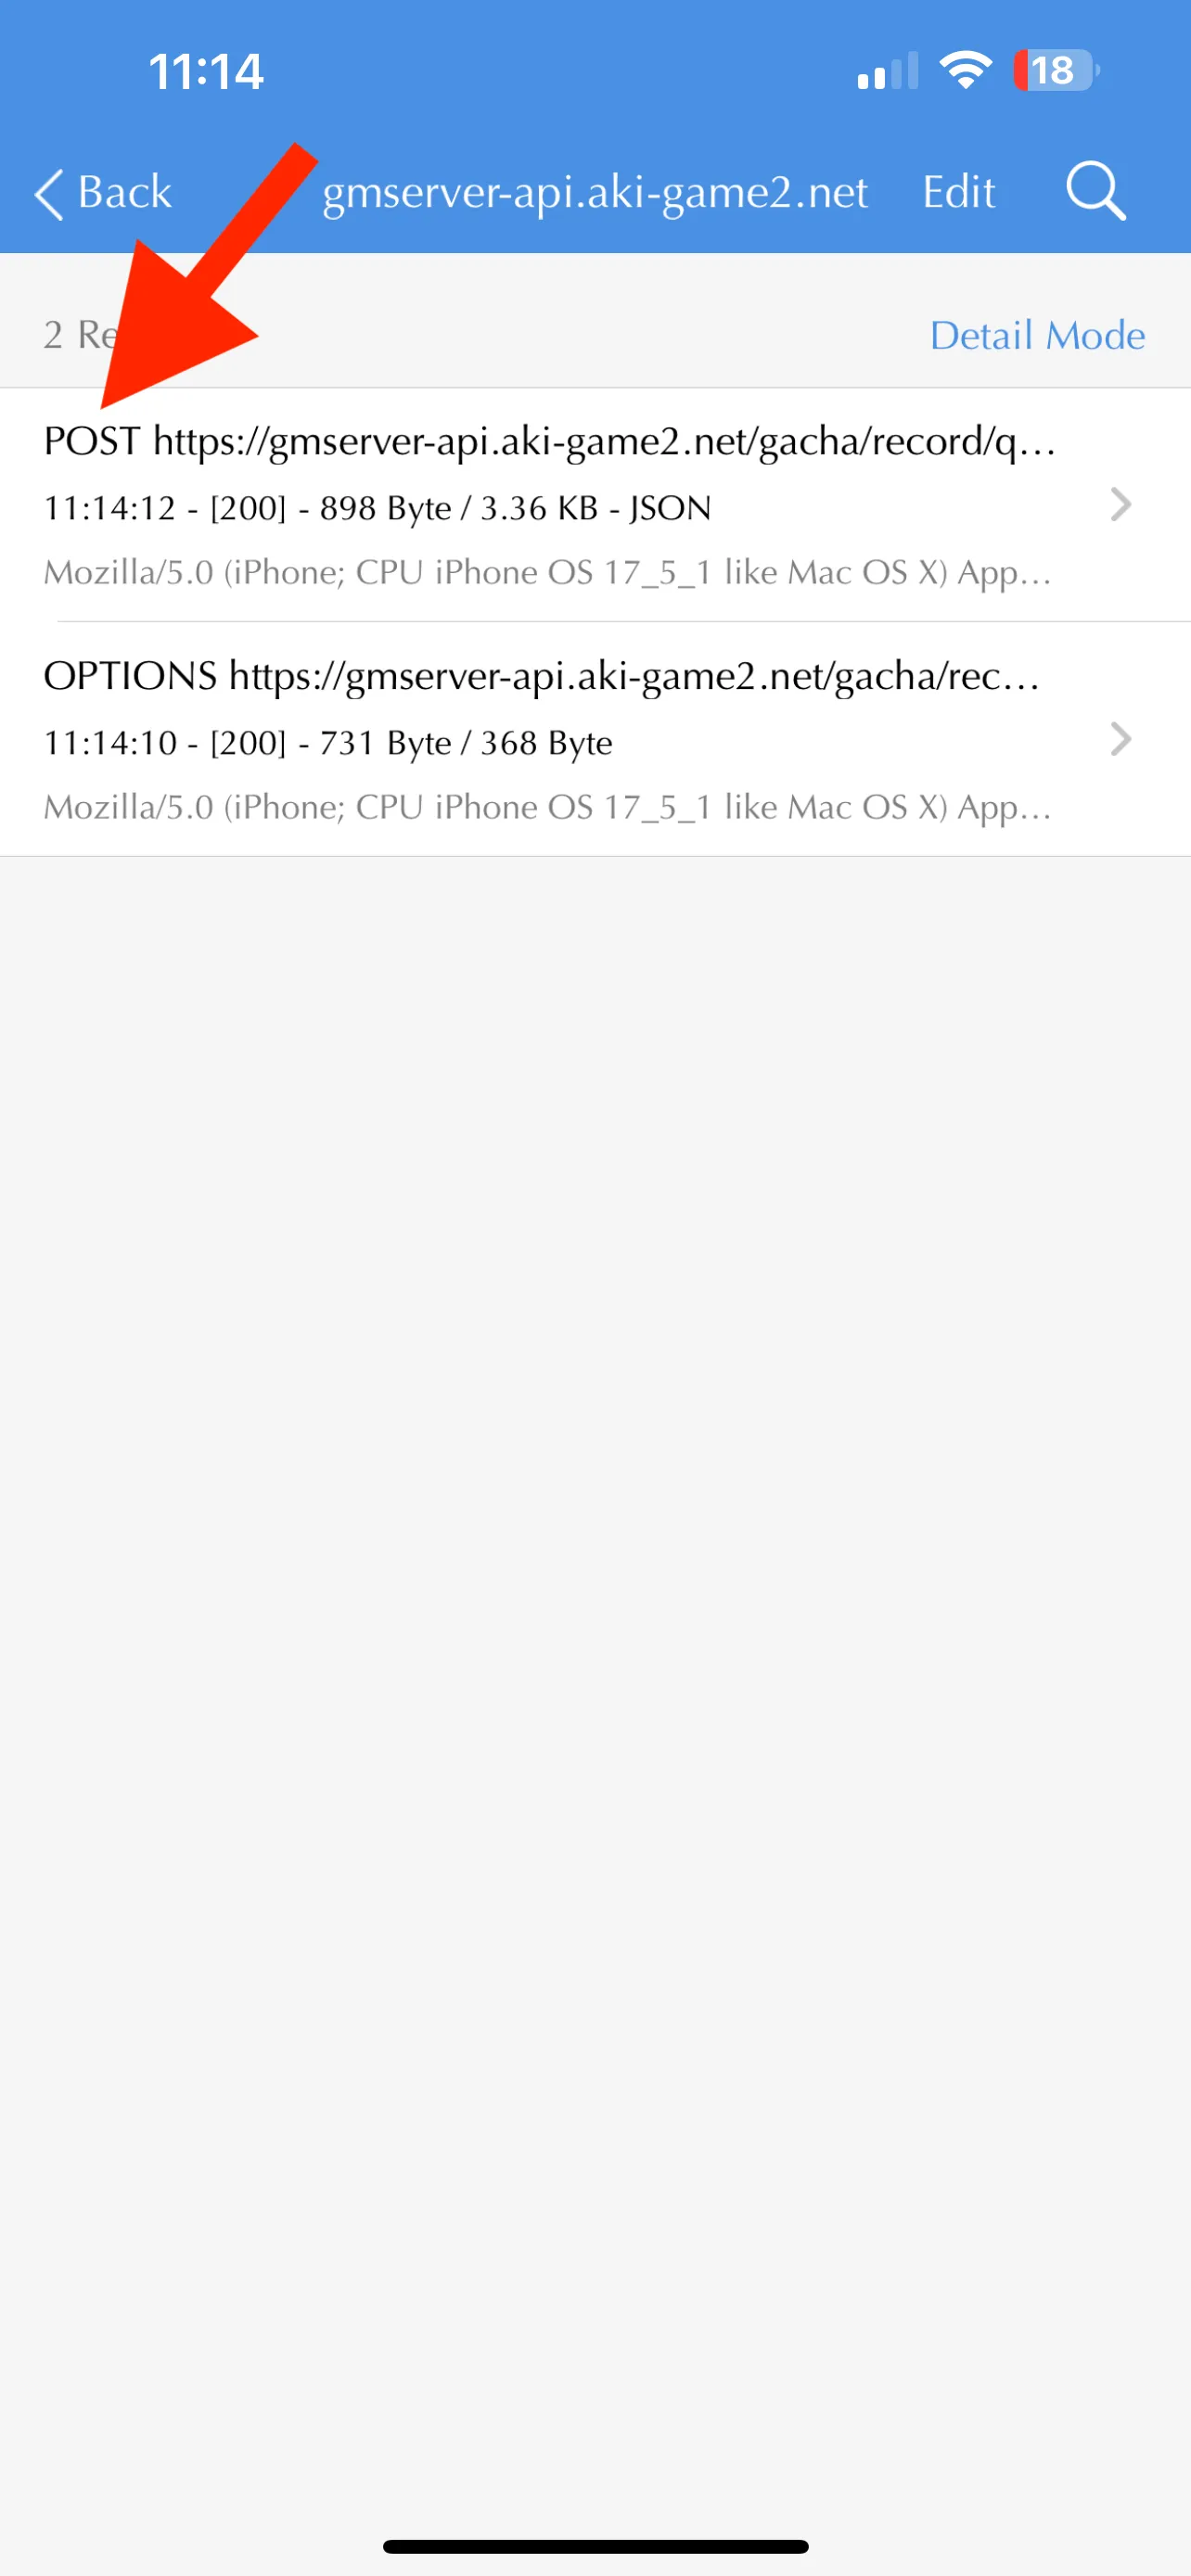 11:14
18
Back
gmserver-api.aki-game2.net
Edit
2
Detail Mode
POST https://gmserver-api.aki-game2.net/gacha/record/q...
11:14:12 - [200] - 898 Byte / 3.36 KB - JSON
Mozilla/5.0 (iPhone; CPU iPhone OS 17_5_1 like Mac OS X) App...
OPTIONS https://gmserver-api.aki-game2.net/gacha/rec...
11:14:10 - [200] - 731 Byte / 368 Byte
Mozilla/5.0 (iPhone; CPU iPhone OS 17_5_1 like Mac OS X) App...